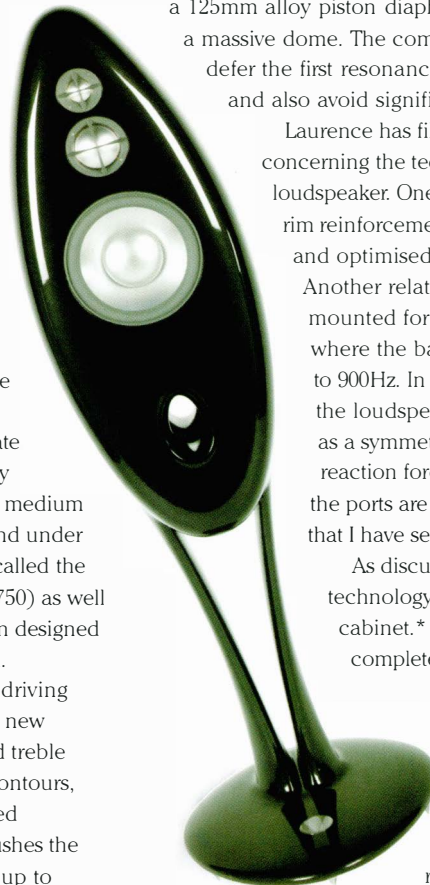 e
ate
y
medium
nd under
called the
750) as well
n designed
.
driving
new
d treble
ontours,
ed
shes the
up to
a 125mm alloy piston diaph
a massive dome. The com
defer the first resonanc
and also avoid signifi
Laurence has fi
concerning the tec
loudspeaker. One
rim reinforceme
and optimised
Another relat
mounted for
where the ba
to 900Hz. In
the loudspe
as a symmet
reaction for
the ports are
that I have se
As discu
technology
cabinet.*
complete
r